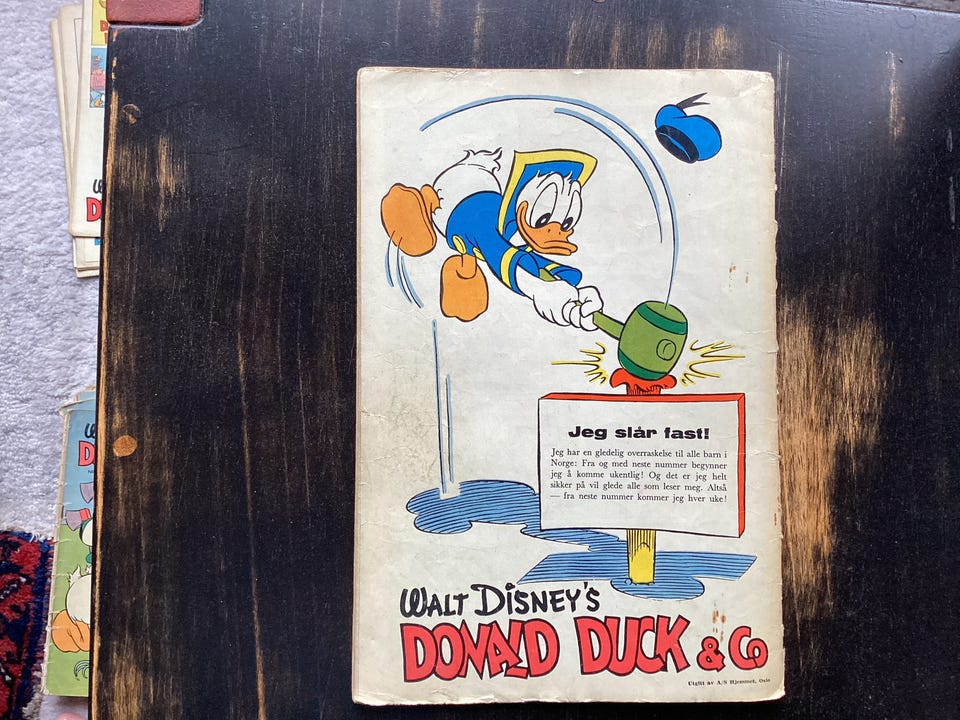 Jeg slår fast!
Jeg har en gledelig overraskelse til alle barn i
Norge: Fra og med neste nummer begynner
jeg å komme ukentlig! Og det er jeg helt
sikker på vil glede alle som leser meg. Altså
— fra neste nummer kommer jeg hver uke!
WALT DISNEY'S
DONALD DUCK & Co
Utgitt av A/S Hjemmet, Oslo